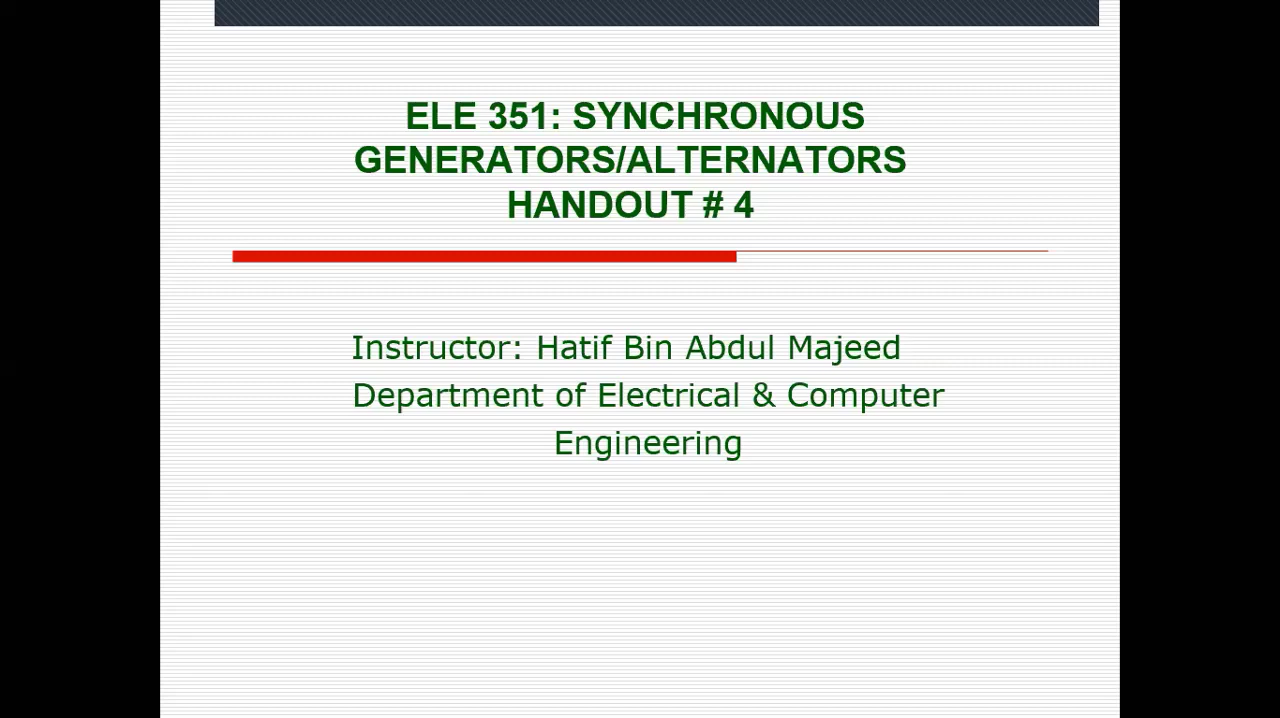 ELE 351: SYNCHRONOUS
GENERATORS/ALTERNATORS
HANDOUT # 4
Instructor: Hatif Bin Abdul Majeed
Department of Electrical & Computer
Engineering